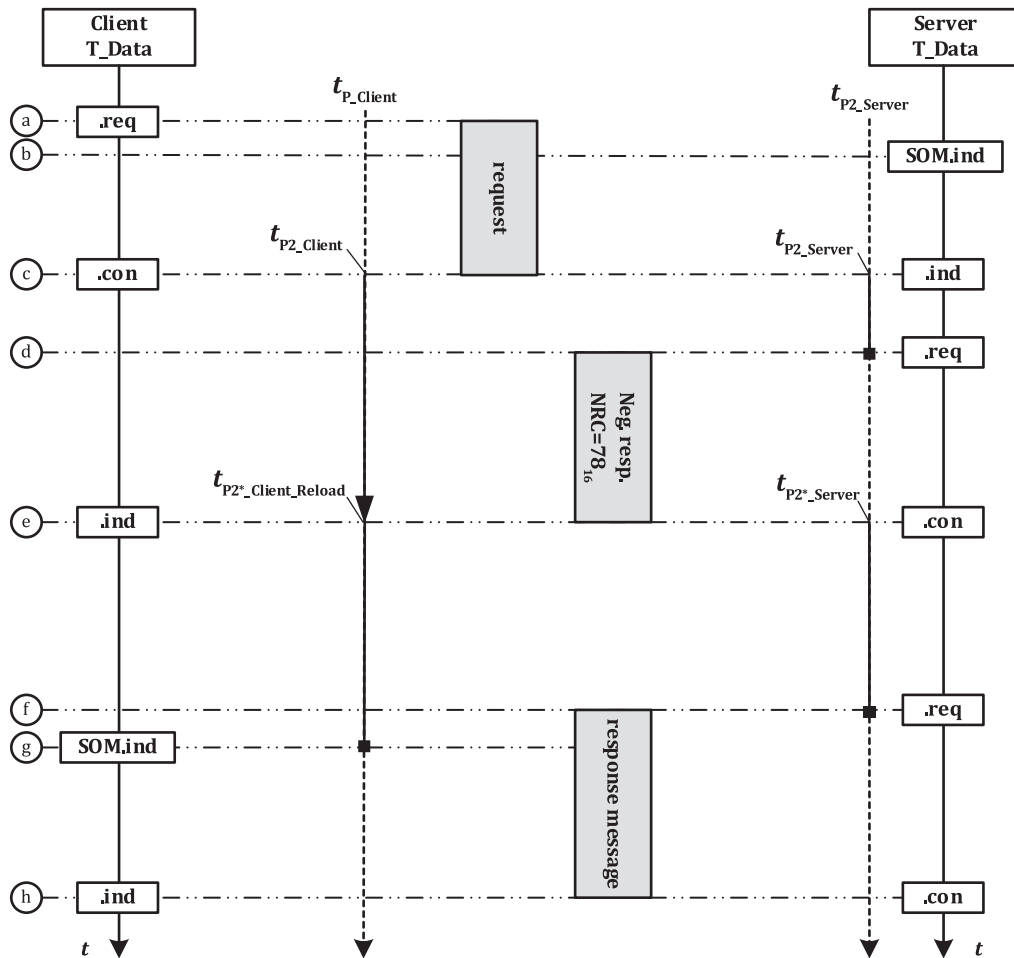 Client
T_Data
Server
T_Data
t P_Client
t P2_Server
a
.req
b
SOM.ind
request
t P2_Client
t P2_Server
c
.con
.ind
d
.req
Neg. resp.
NRC=78 16
t P2*_Client_Reload
t P2*_Server
e
.ind
.con
f
.req
g
SOM.ind
response message
h
.ind
.con
t
t